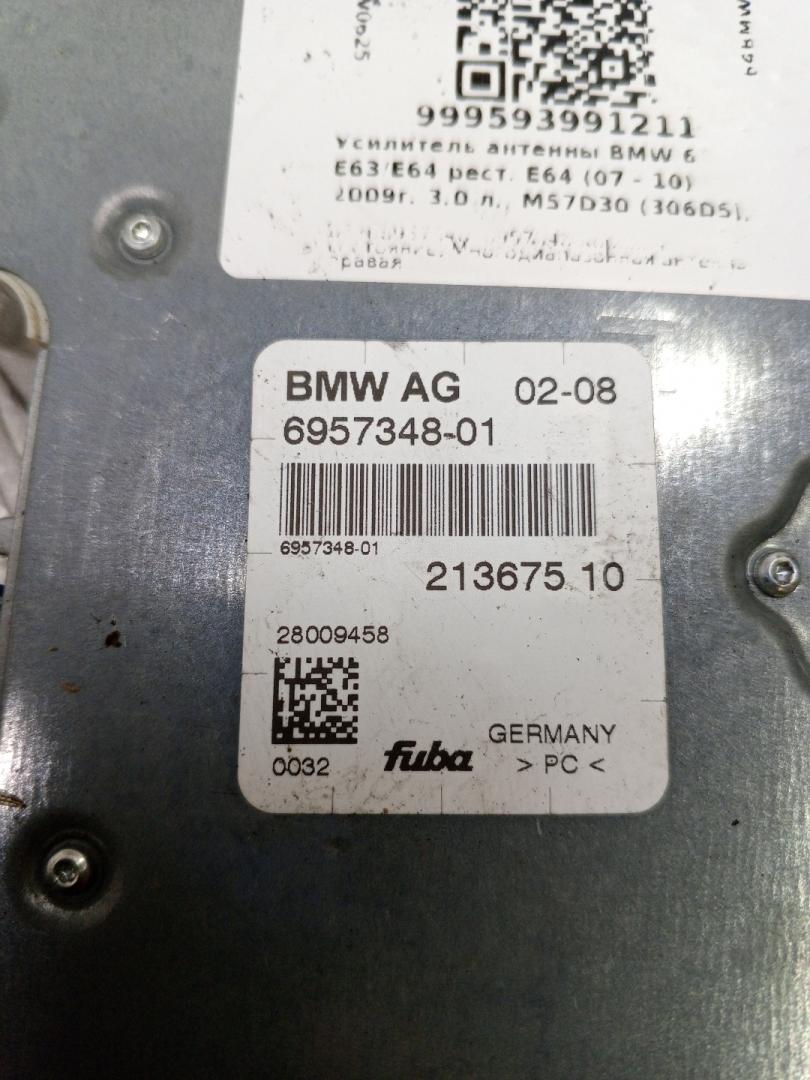 999593991211
Усилитель антенны BMW 6
E63/E64 рест. E64 (07 - 10)
2009г. 3.0 л., M57D30 (306D5),
BMW AG 02-08
6957348-01
6957348-01
213675 10
28009458
0032
fuba
GERMANY
> PC <